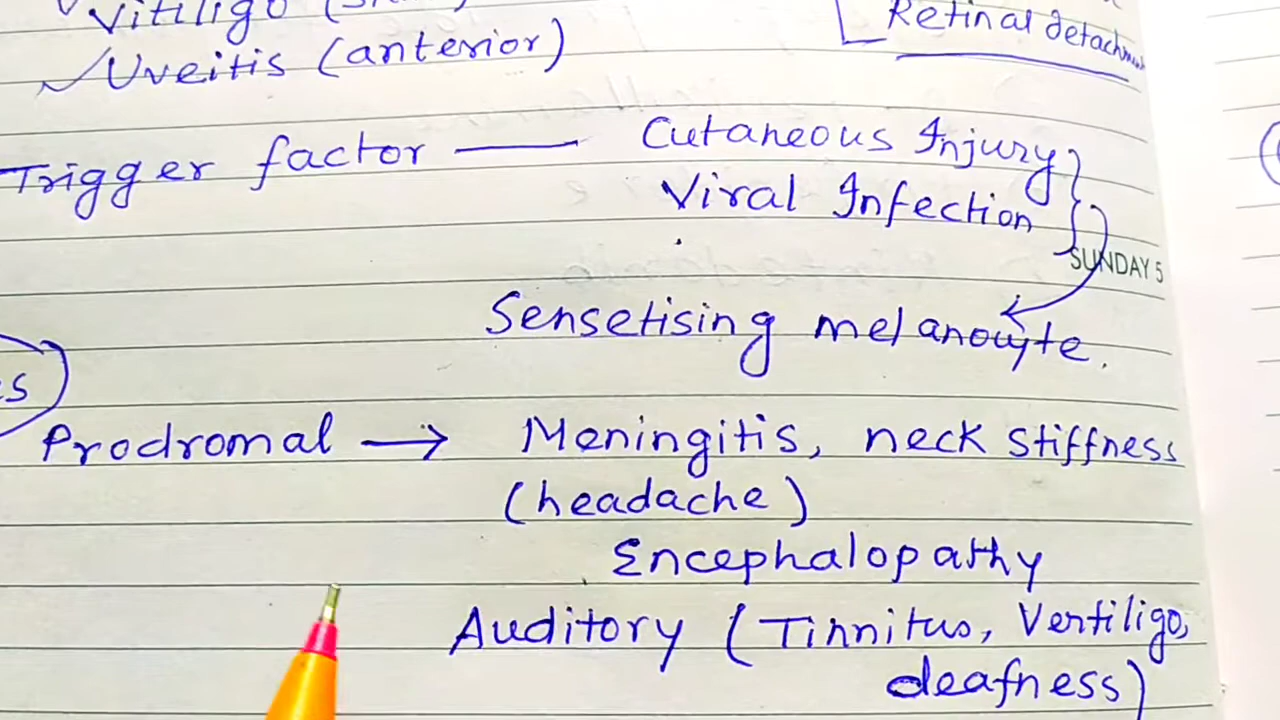 Vitiligo
Retinal detachment
Uveitis (anterior)
Trigger factor — Cutaneous Injury
Viral Infection
SUNDAY 5
Sensetising melanocyte.
Prodromal → Meningitis, neck stiffness
(headache)
Encephalopathy
Auditory (Tinnitus, Vertiligo,
deafness)